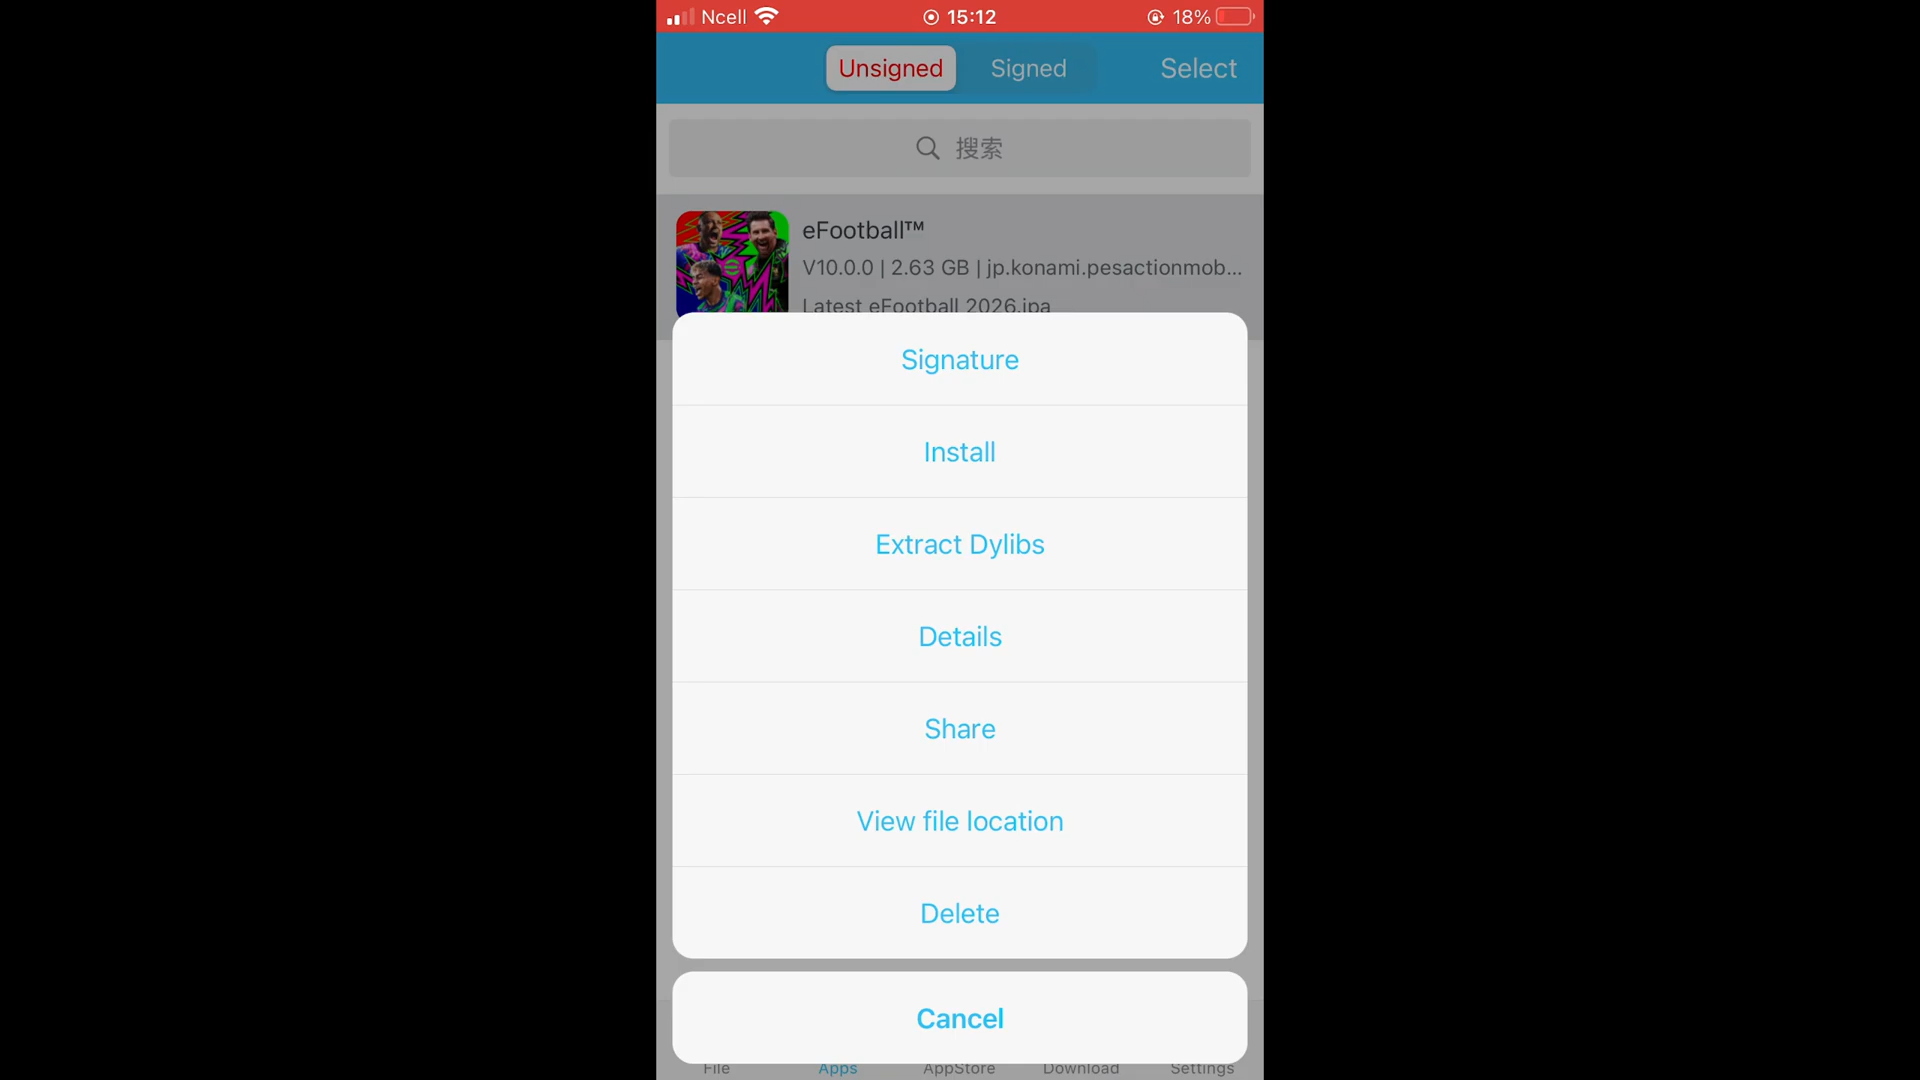 Ncell 15:12 18%
Unsigned Signed Select
搜索
eFootball™
V10.0.0 | 2.63 GB | jp.konami.pesactionmob...
Latest eFootball 2026.ipa
Signature
Install
Extract Dylibs
Details
Share
View file location
Delete
Cancel
File Apps AppStore Download Settings